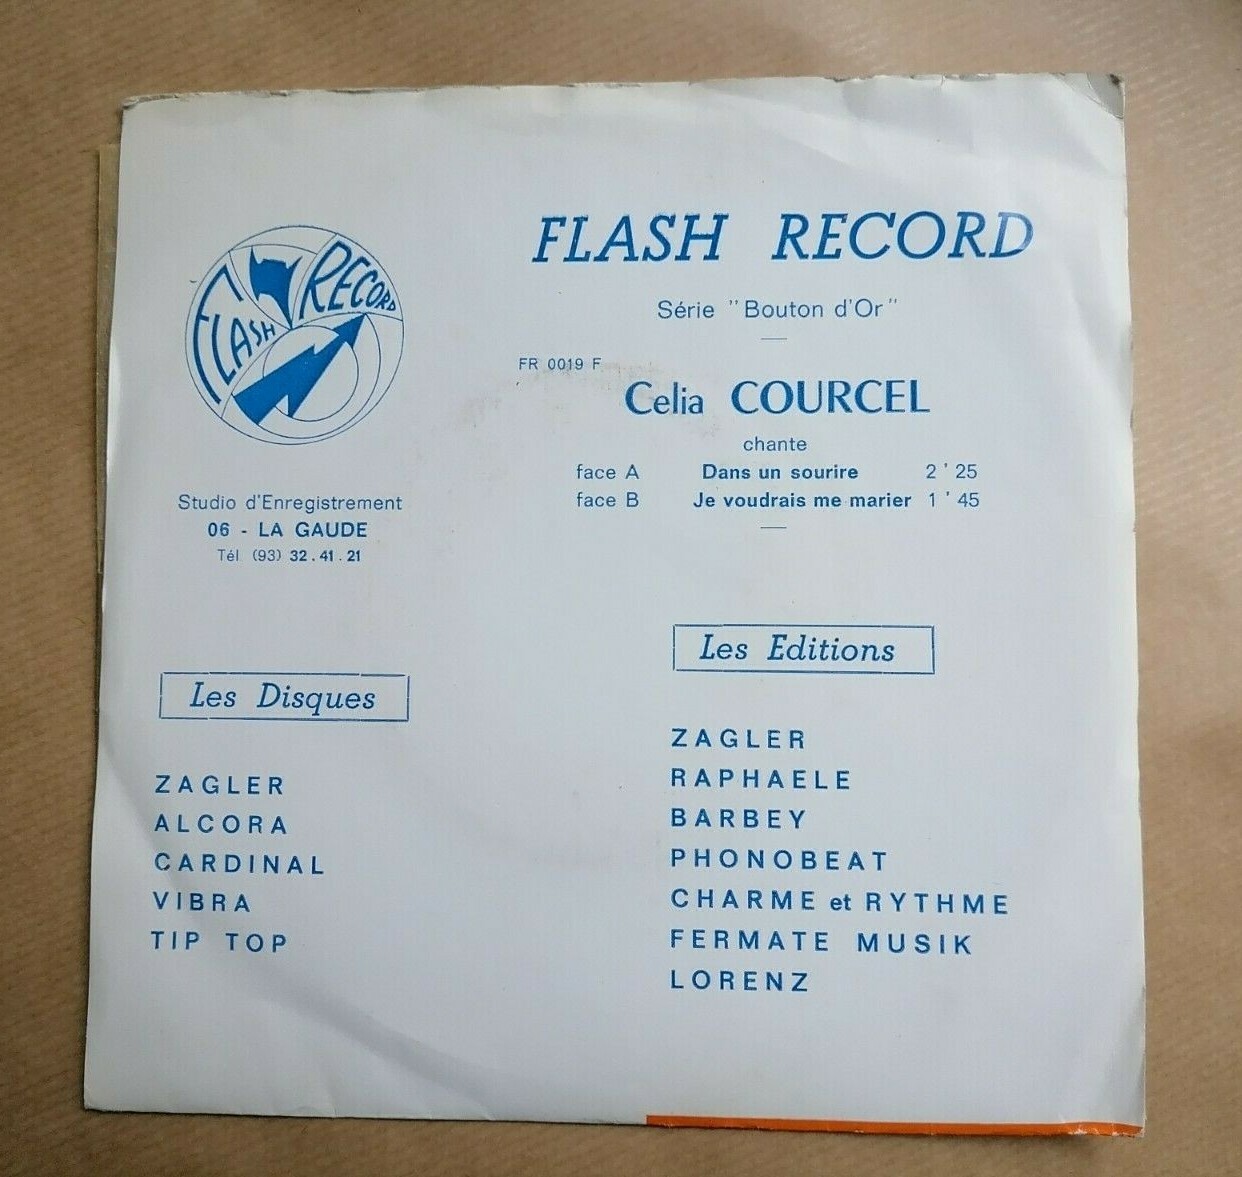 FLASH RECORD
FLASH RECORD
Série "Bouton d'Or"
FR 0019 F
Celia COURCEL
chante
face A Dans un sourire 2'25
face B Je voudrais me marier 1'45
Studio d'Enregistrement
06 - LA GAUDE
Tél. (93) 32.41.21
Les Disques
ZAGLER
ALCORA
CARDINAL
VIBRA
TIP TOP
Les Editions
ZAGLER
RAPHAELE
BARBEY
PHONOBEAT
CHARME et RYTHME
FERMATE MUSIK
LORENZ